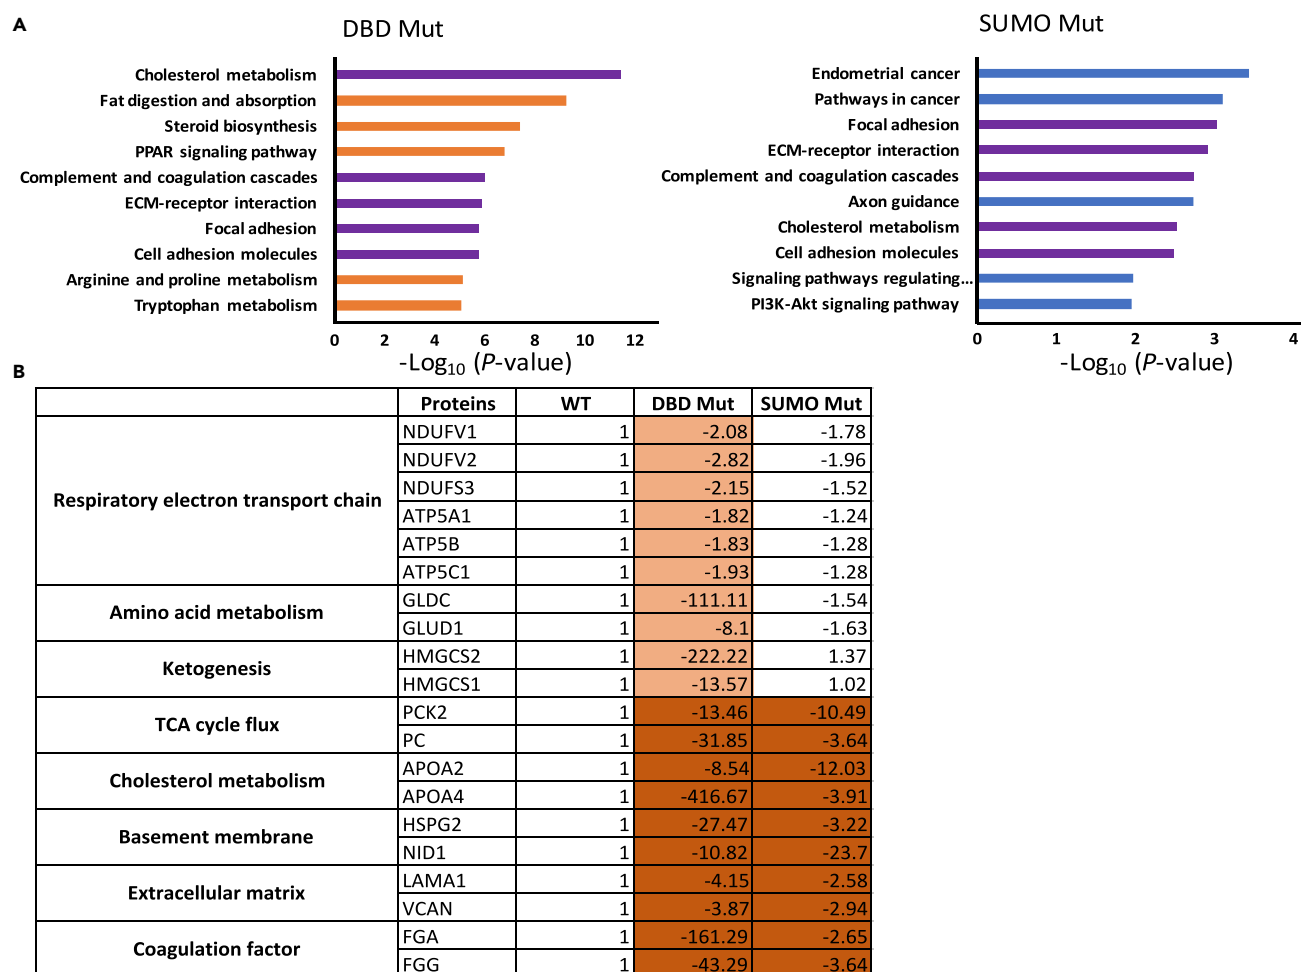 A
DBD Mut
Cholesterol metabolism
Fat digestion and absorption
Steroid biosynthesis
PPAR signaling pathway
Complement and coagulation cascades
ECM-receptor interaction
Focal adhesion
Cell adhesion molecules
Arginine and proline metabolism
Tryptophan metabolism
0 2 4 6 8 10 12
-Log10 (P-value)
SUMO Mut
Endometrial cancer
Pathways in cancer
Focal adhesion
ECM-receptor interaction
Complement and coagulation cascades
Axon guidance
Cholesterol metabolism
Cell adhesion molecules
Signaling pathways regulating...
PI3K-Akt signaling pathway
0 1 2 3 4
-Log10 (P-value)
B
Proteins WT DBD Mut SUMO Mut
Respiratory electron transport chain
NDUFV1 1 -2.08 -1.78
NDUFV2 1 -2.82 -1.96
NDUFS3 1 -2.15 -1.52
ATP5A1 1 -1.82 -1.24
ATP5B 1 -1.83 -1.28
ATP5C1 1 -1.93 -1.28
Amino acid metabolism
GLDC 1 -111.11 -1.54
GLUD1 1 -8.1 -1.63
Ketogenesis
HMGCS2 1 -222.22 1.37
HMGCS1 1 -13.57 1.02
TCA cycle flux
PCK2 1 -13.46 -10.49
PC 1 -31.85 -3.64
Cholesterol metabolism
APOA2 1 -8.54 -12.03
APOA4 1 -416.67 -3.91
Basement membrane
HSPG2 1 -27.47 -3.22
NID1 1 -10.82 -23.7
Extracellular matrix
LAMA1 1 -4.15 -2.58
VCAN 1 -3.87 -2.94
Coagulation factor
FGA 1 -161.29 -2.65
FGG 1 -43.29 -3.64